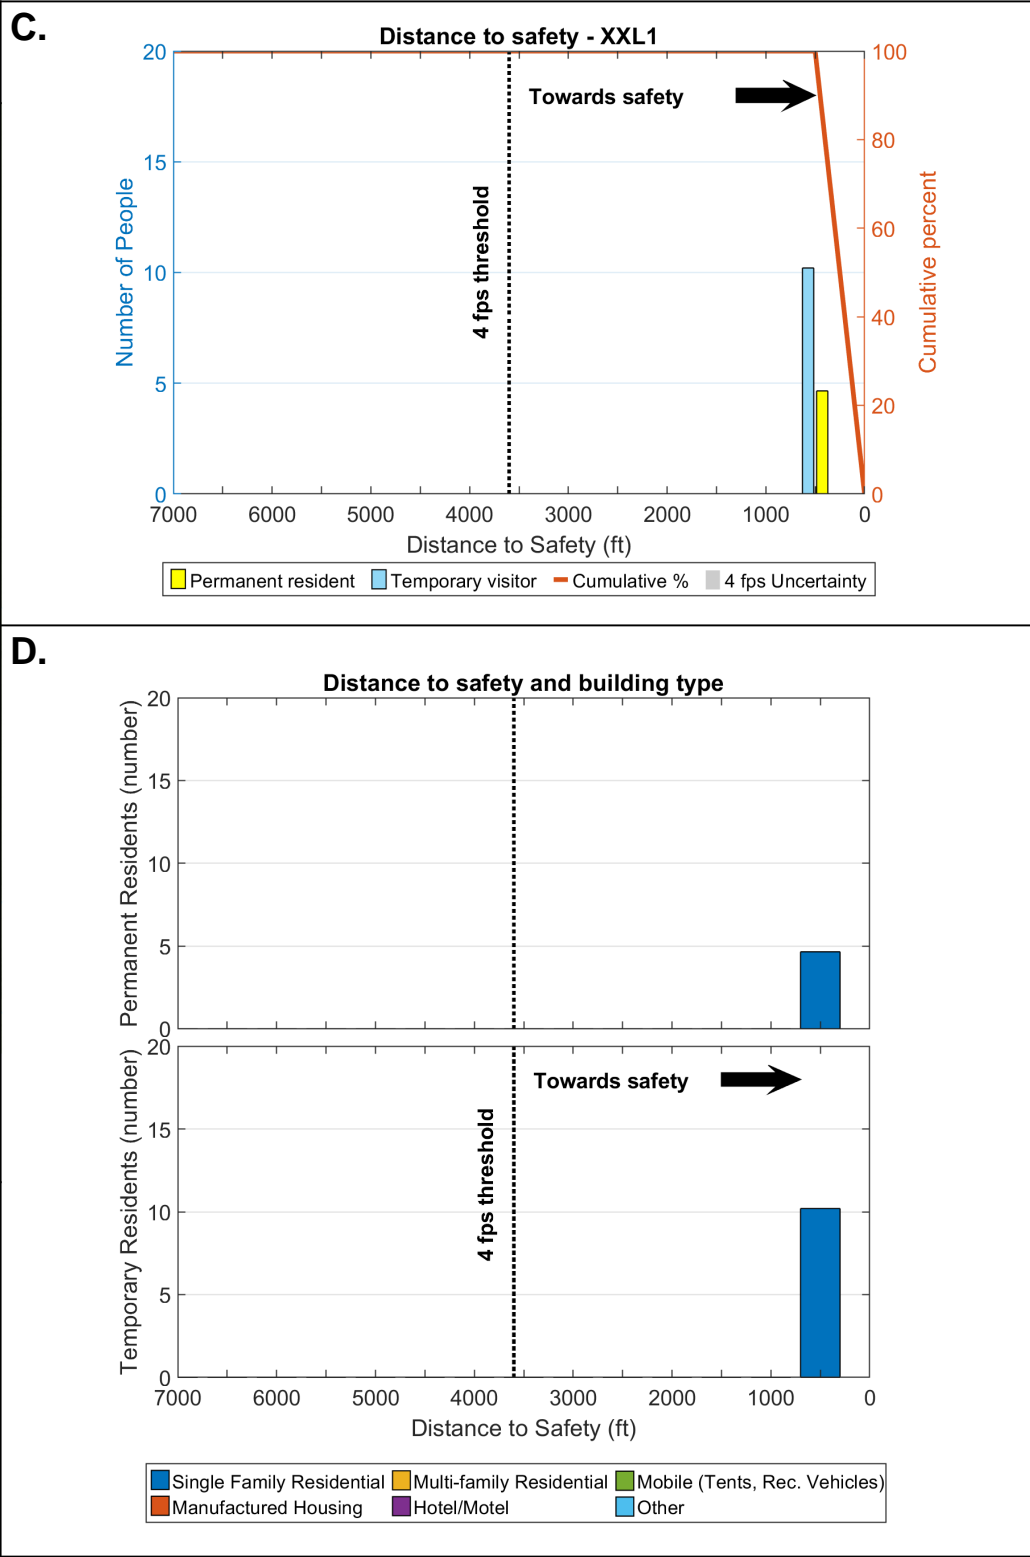 C.
Distance to safety - XXL1
20
15
10
5
0
Number of People
100
80
60
40
20
0
Cumulative percent
Towards safety
4 fps threshold
7000 6000 5000 4000 3000 2000 1000 0
Distance to Safety (ft)
Permanent resident Temporary visitor Cumulative % 4 fps Uncertainty
D.
Distance to safety and building type
20
15
10
5
0
Permanent Residents (number)
20
15
10
5
0
Temporary Residents (number)
Towards safety
4 fps threshold
7000 6000 5000 4000 3000 2000 1000 0
Distance to Safety (ft)
Single Family Residential Multi-family Residential Mobile (Tents, Rec. Vehicles)
Manufactured Housing Hotel/Motel Other